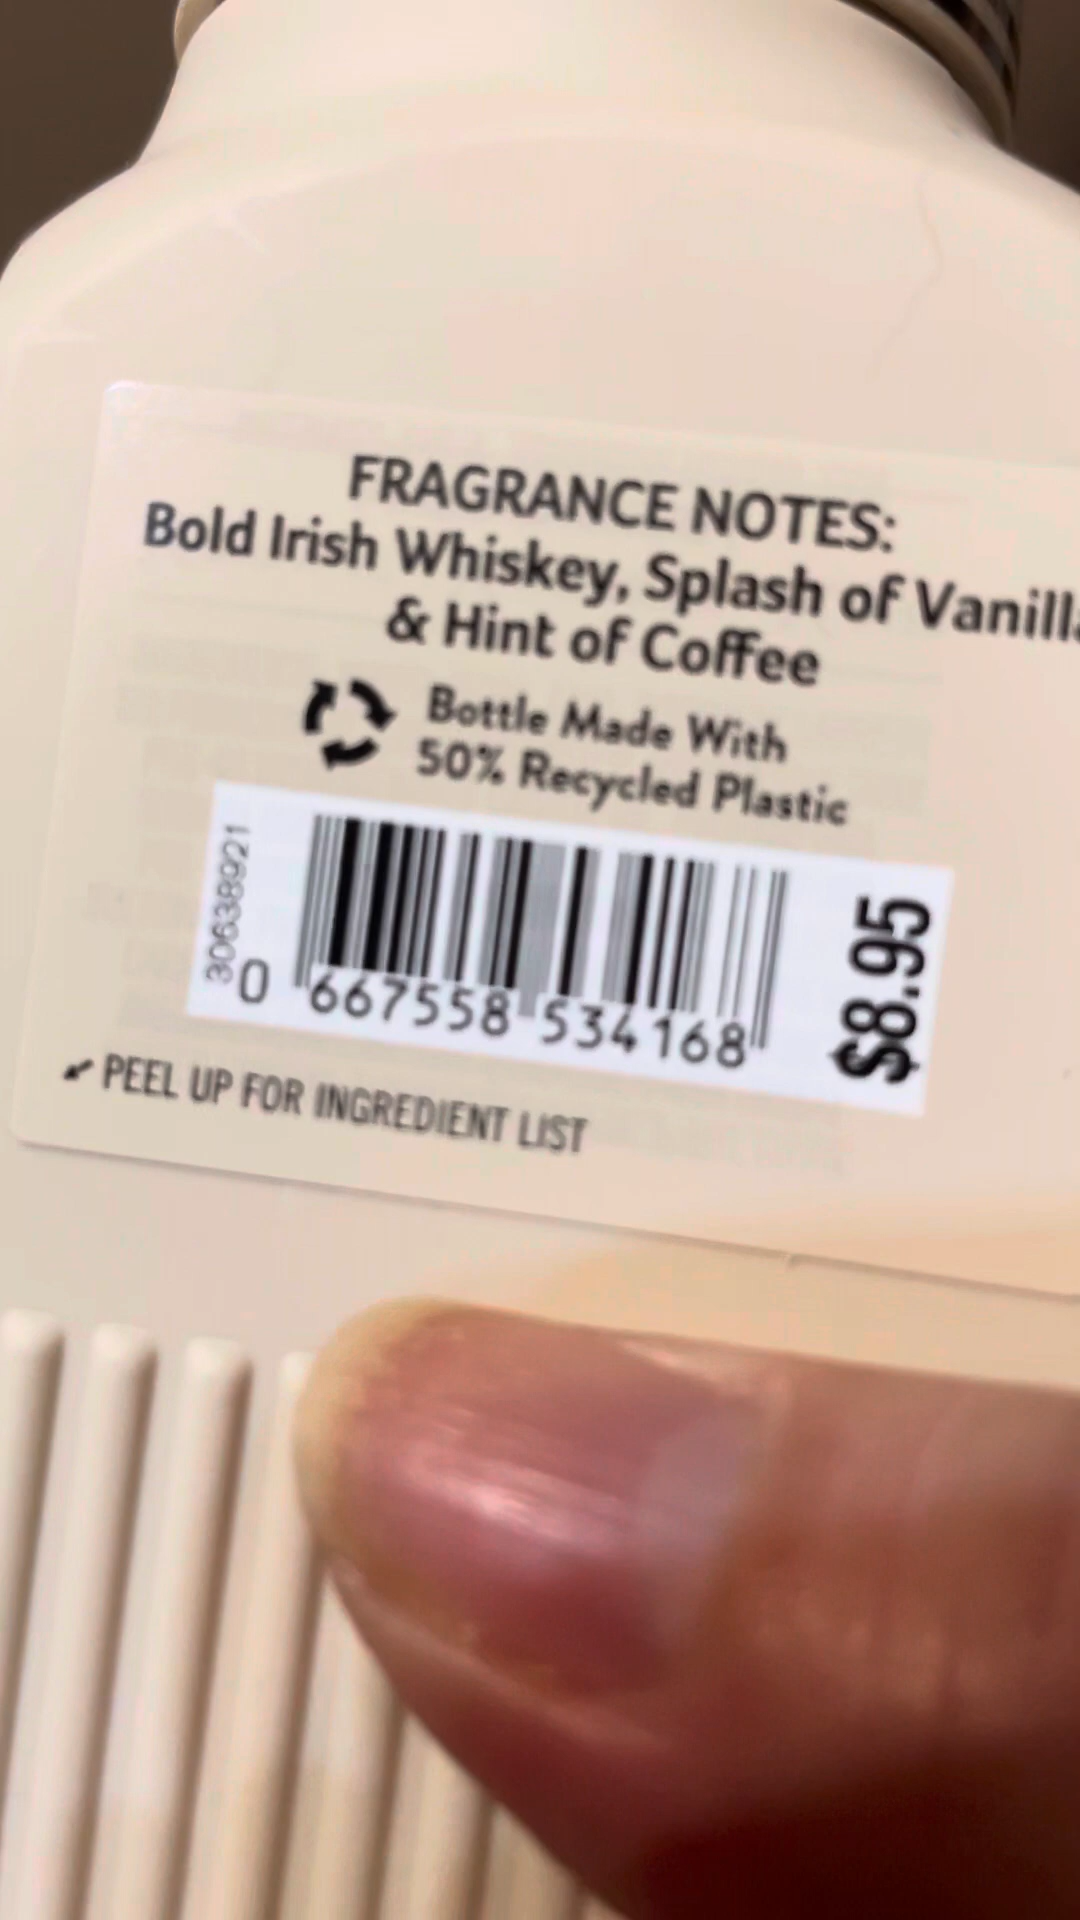 FRAGRANCE NOTES:
Bold Irish Whiskey, Splash of Vanilla
& Hint of Coffee
Bottle Made With
50% Recycled Plastic
30638921
0 667558 534168
$8.95
PEEL UP FOR INGREDIENT LIST